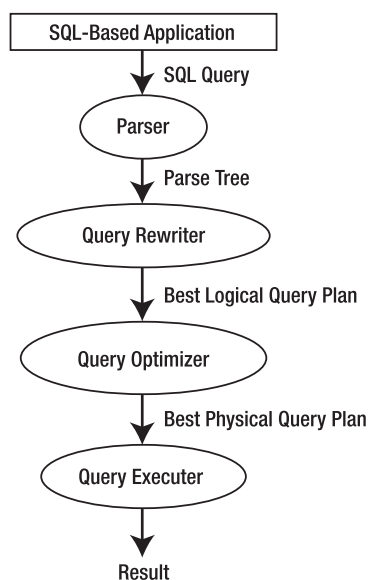 SQL-Based Application
SQL Query
Parser
Parse Tree
Query Rewriter
Best Logical Query Plan
Query Optimizer
Best Physical Query Plan
Query Executer
Result